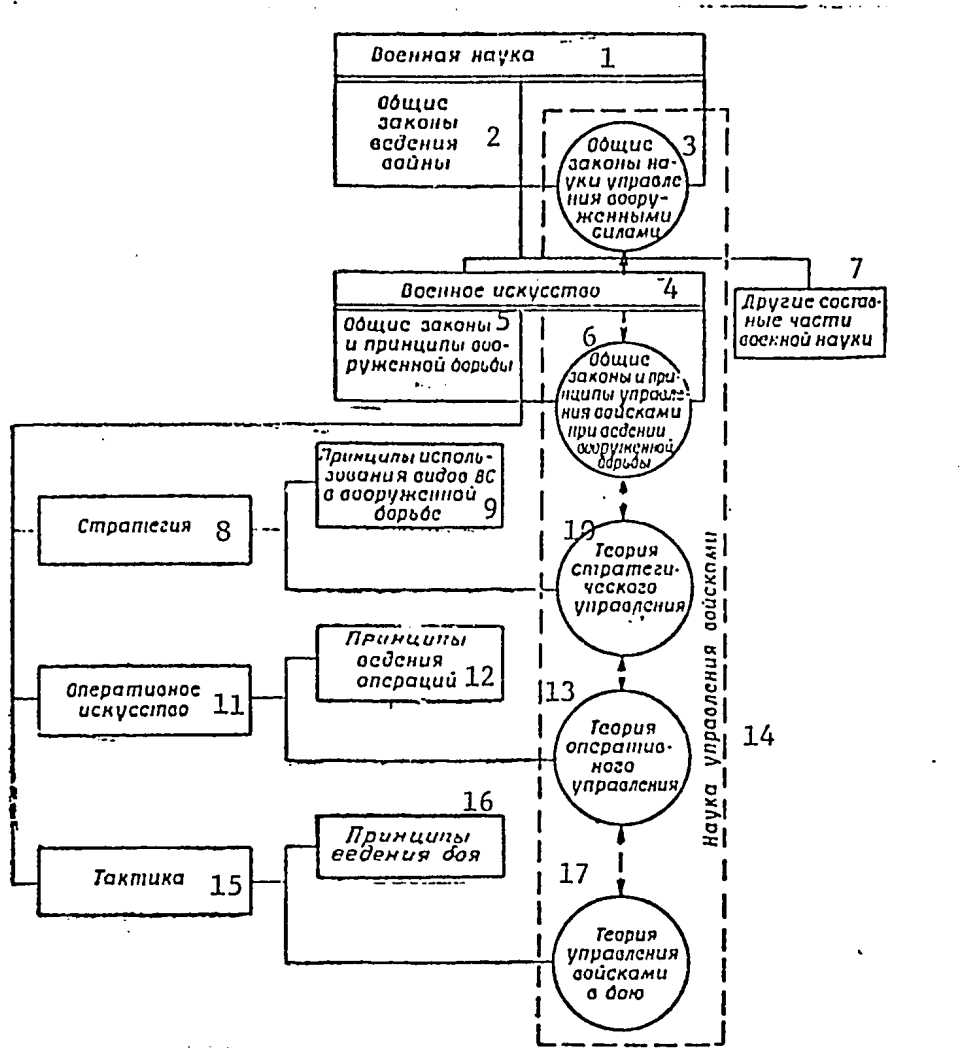 Военная наука 1
Общие
законы
ведения
войны
2
Общие
законы на-
уки управле
ния воору-
женными
силами
3
Военное искусство 4
7
Другие состав-
ные части
военной науки
Общие законы
и принципы воо-
руженной борьбы
5
6
Общие
законы и прин-
ципы управле-
ния войсками
при ведении
вооруженной
борьбы
Принципы исполь-
зования видов ВС
в вооруженной
борьбе 9
Стратегия 8
10
Теория
стратеги-
ческого
управления
Принципы
ведения
операций 12
Оперативное
искусство 11
13
Теория
оператив-
ного
управления
Наука управления войсками
14
16
Принципы
ведения боя
Тактика 15
17
Теория
управления
войсками
в бою